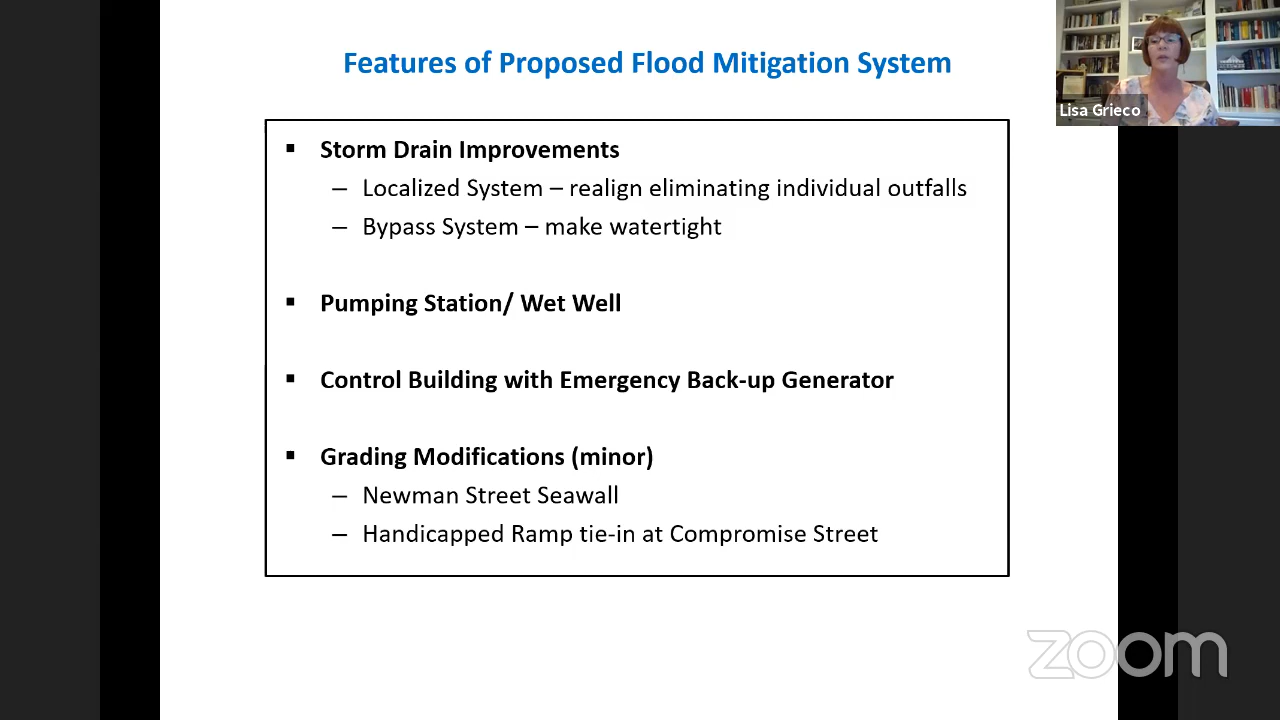 Features of Proposed Flood Mitigation System
Lisa Grieco
▪ Storm Drain Improvements
– Localized System – realign eliminating individual outfalls
– Bypass System – make watertight
▪ Pumping Station/ Wet Well
▪ Control Building with Emergency Back-up Generator
▪ Grading Modifications (minor)
– Newman Street Seawall
– Handicapped Ramp tie-in at Compromise Street
zoom